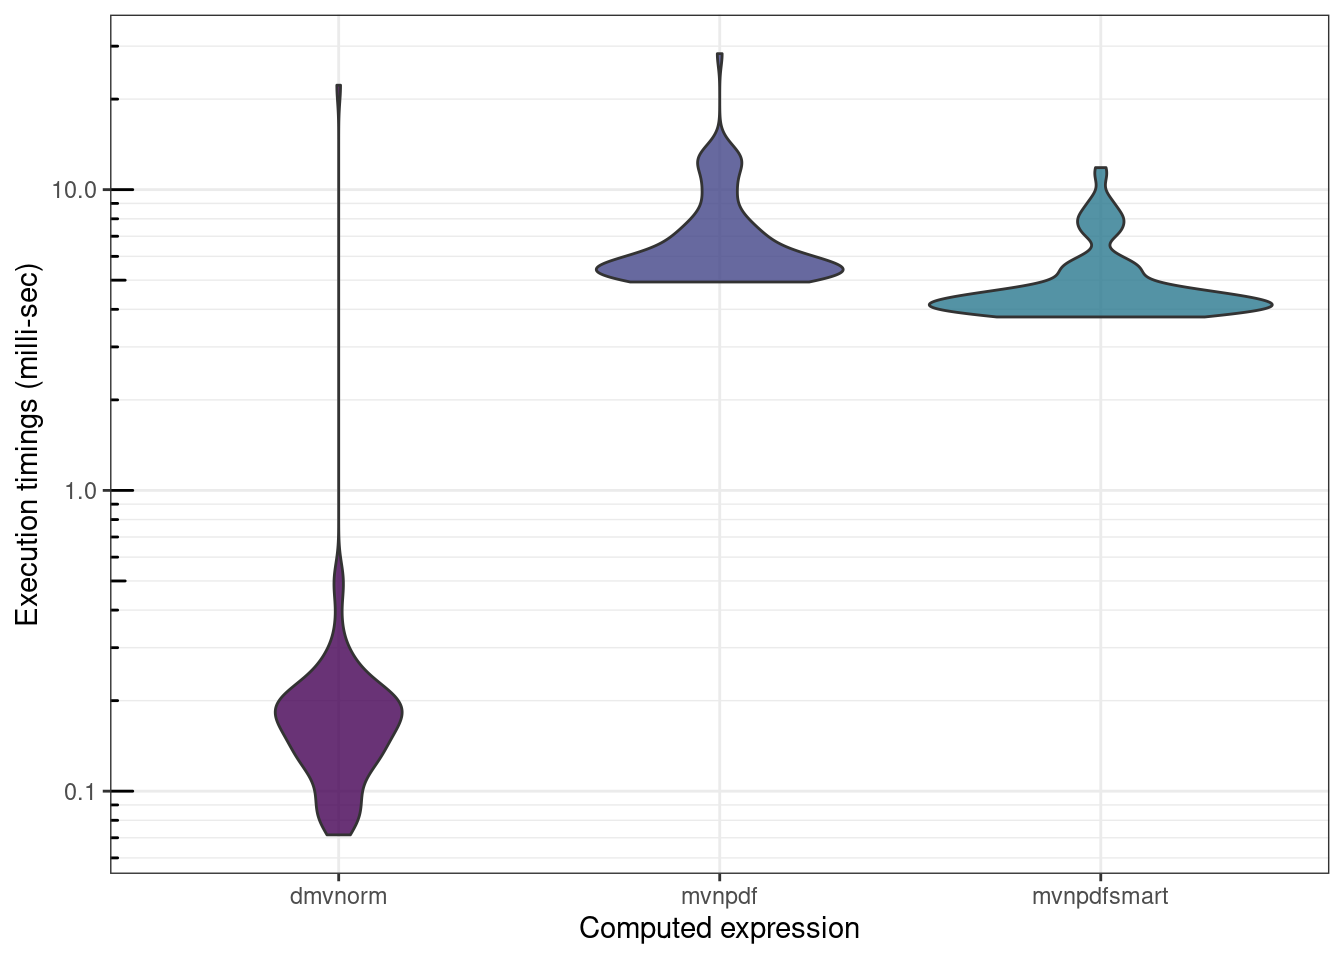 Execution timings (milli-sec)
10.0
1.0
0.1
dmvnorm
mvnpdf
mvnpdfsmart
Computed expression